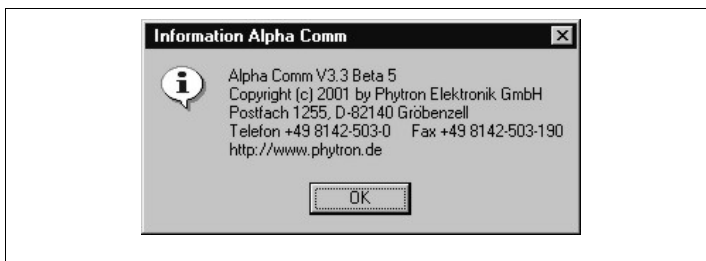 Information Alpha Comm
Alpha Comm V3.3 Beta 5
Copyright (c) 2001 by Phytron Elektronik GmbH
Postfach 1255, D-82140 Gröbenzell
Telefon +49 8142-503-0 Fax +49 8142-503-190
http://www.phytron.de
OK